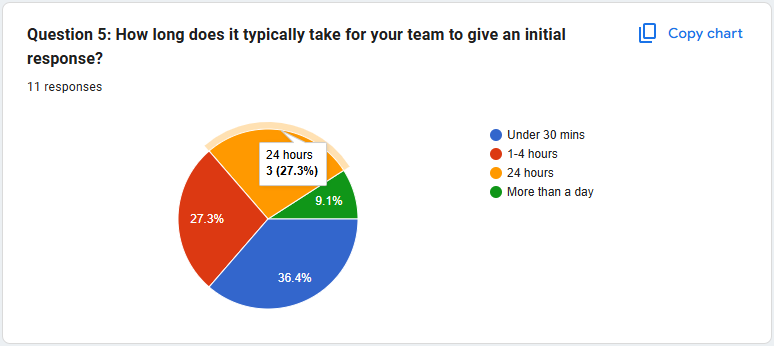 Question 5: How long does it typically take for your team to give an initial
response?
Copy chart
11 responses
24 hours
3 (27.3%)
9.1%
27.3%
36.4%
Under 30 mins
1-4 hours
24 hours
More than a day